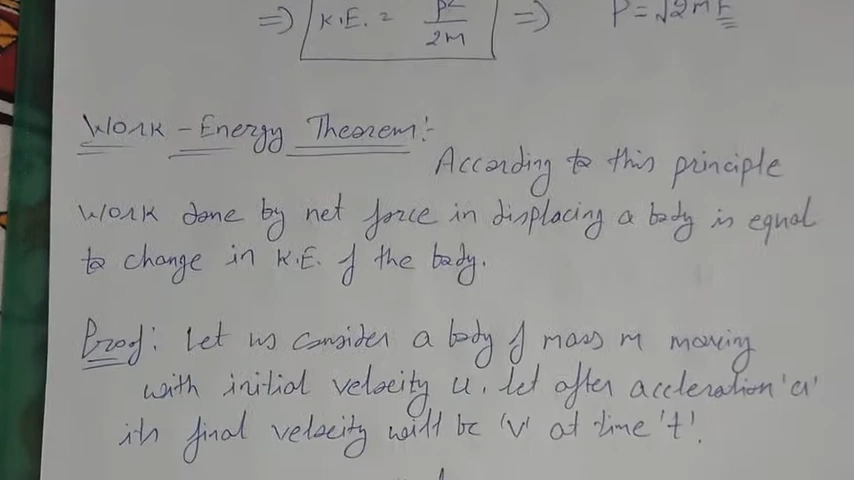 => K.E. = p²/2m => P = √2mE
Work - Energy Theorem :-
According to this principle
work done by net force in displacing a body is equal
to change in K.E. of the body.
Proof : Let us consider a body of mass m moving
with initial velocity u. let after accleration 'a'
its final velocity will be 'v' at time 't'.